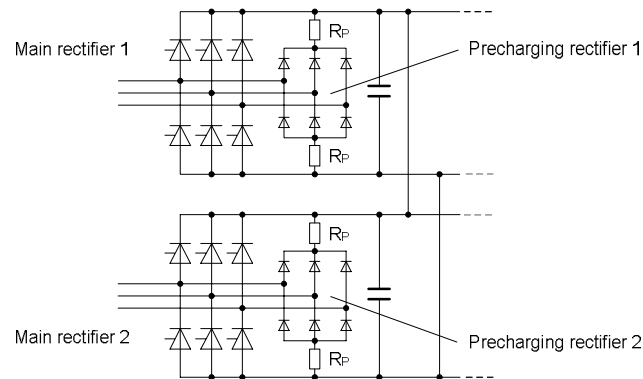 Rₚ
Main rectifier 1
Precharging rectifier 1
Rₚ
Rₚ
Main rectifier 2
Precharging rectifier 2
Rₚ